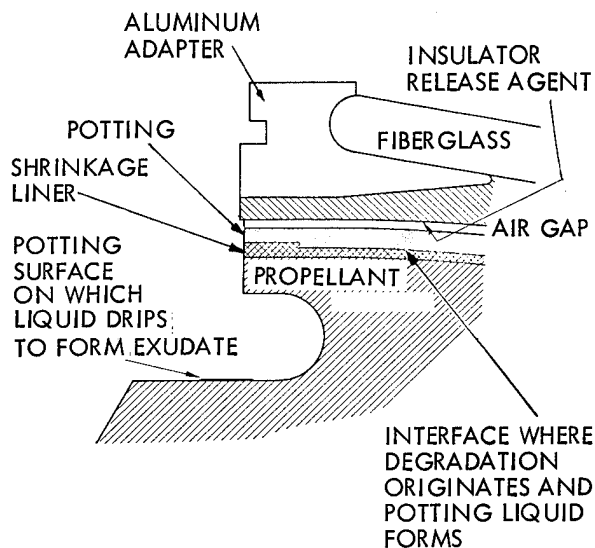 ALUMINUM
ADAPTER
INSULATOR
RELEASE AGENT
POTTING
FIBERGLASS
SHRINKAGE
LINER
AIR GAP
POTTING
SURFACE
ON WHICH
LIQUID DRIPS
TO FORM EXUDATE
PROPELLANT
INTERFACE WHERE
DEGRADATION
ORIGINATES AND
POTTING LIQUID
FORMS